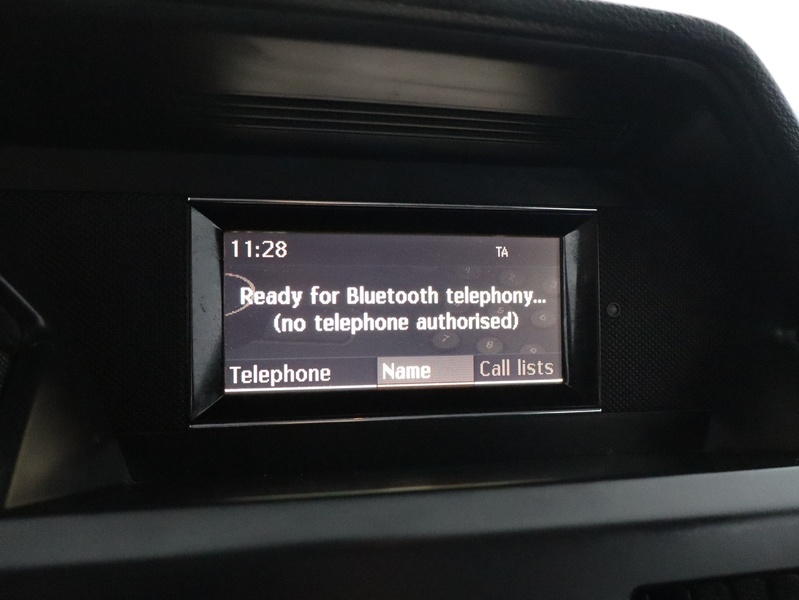 11:28 TA
Ready for Bluetooth telephony...
(no telephone authorised)
Telephone Name Call lists